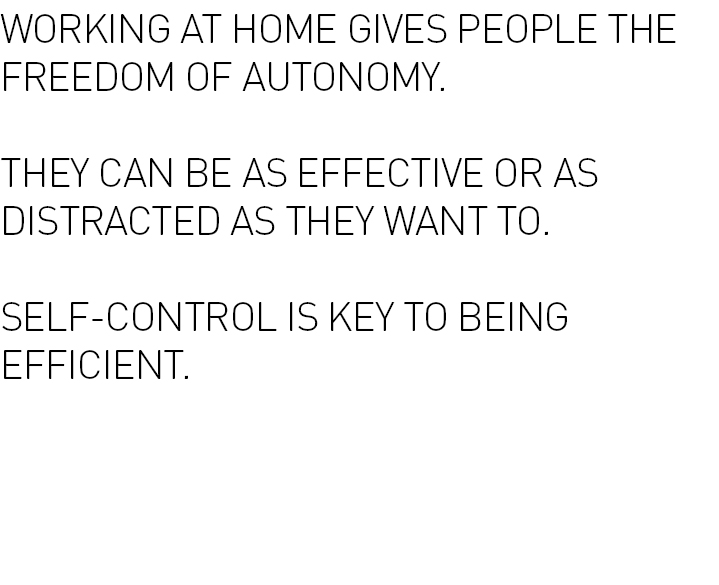 WORKING AT HOME GIVES PEOPLE THE
FREEDOM OF AUTONOMY.
THEY CAN BE AS EFFECTIVE OR AS
DISTRACTED AS THEY WANT TO.
SELF-CONTROL IS KEY TO BEING
EFFICIENT.